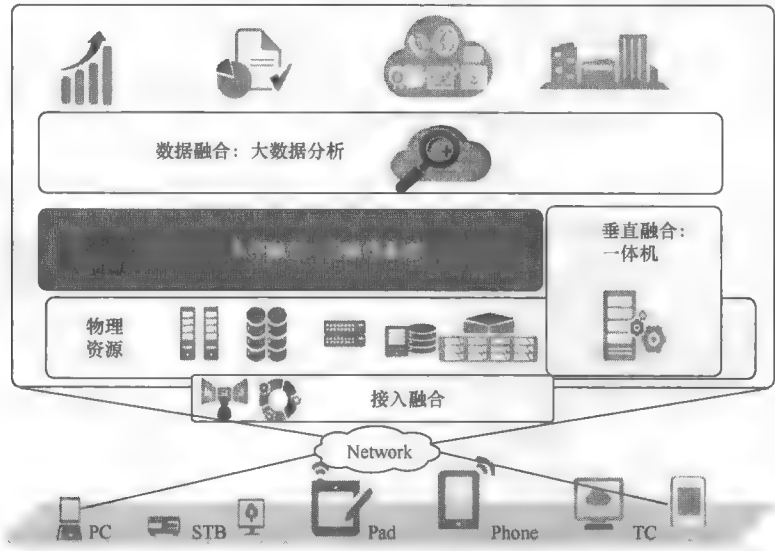 数据融合：大数据分析
垂直融合：
一体机
物理
资源
接入融合
Network
PC
STB
Pad
Phone
TC